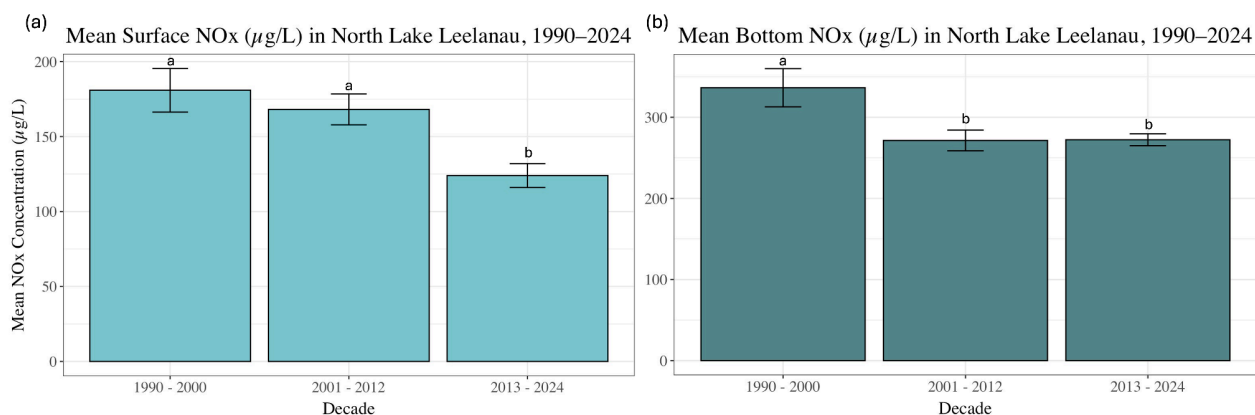 (a)
Mean Surface NOx (µg/L) in North Lake Leelanau, 1990–2024
Mean NOx Concentration (µg/L)
200
150
100
50
0
a
a
b
1990 - 2000
2001 - 2012
2013 - 2024
Decade
(b)
Mean Bottom NOx (µg/L) in North Lake Leelanau, 1990–2024
300
200
100
0
a
b
b
1990 - 2000
2001 - 2012
2013 - 2024
Decade